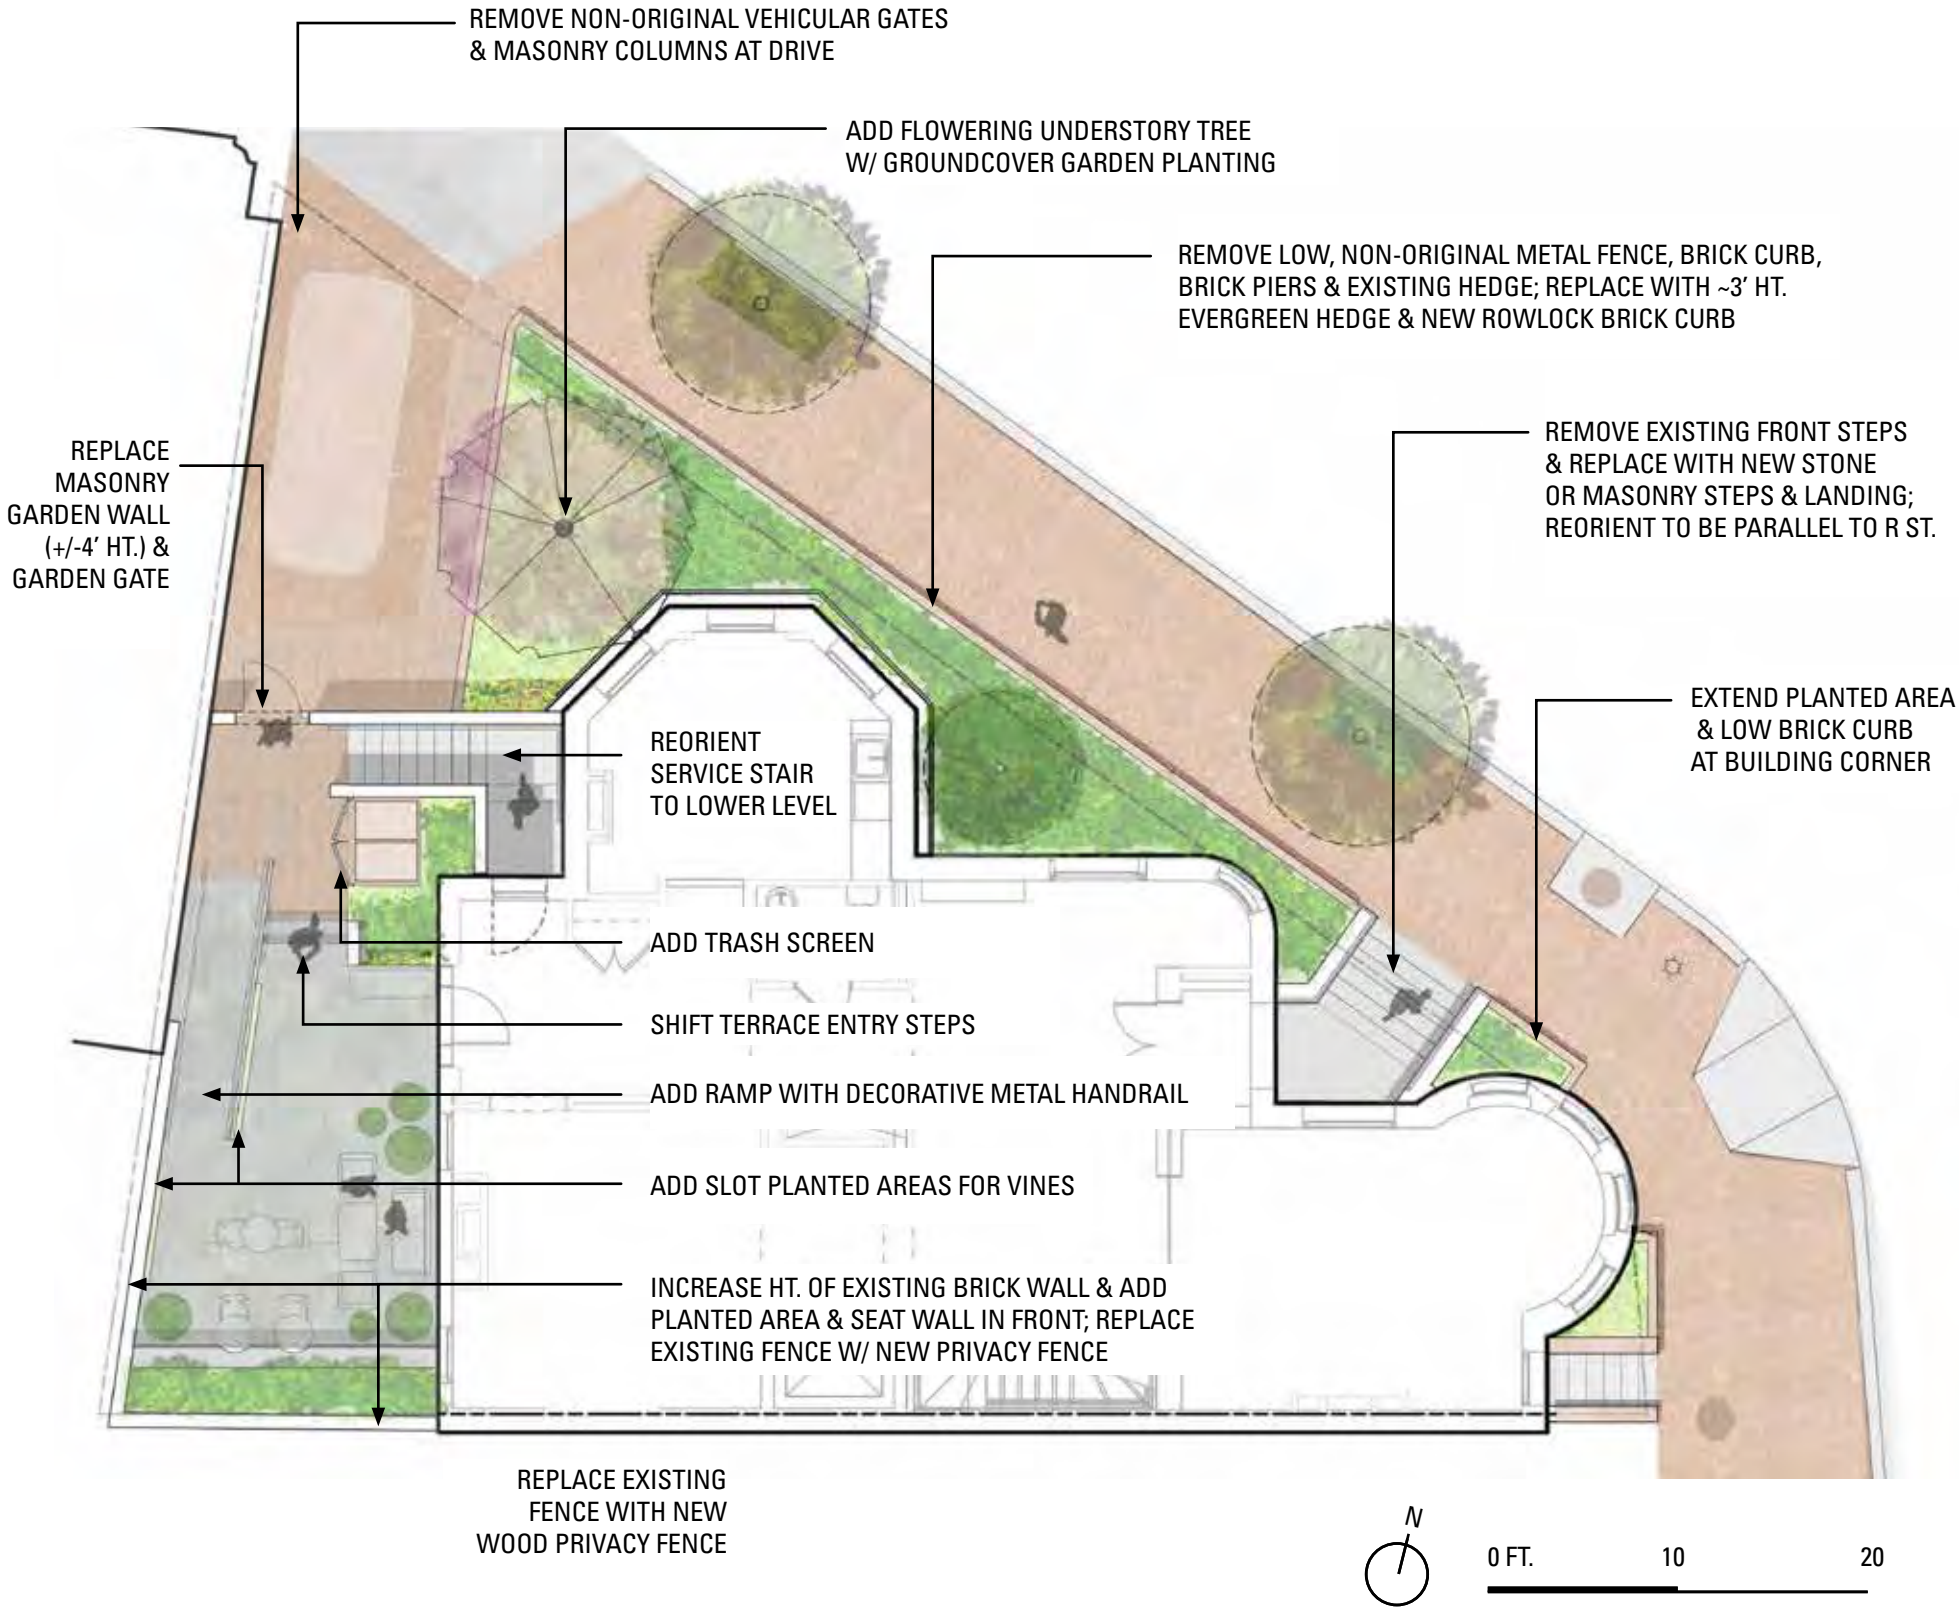 REMOVE NON-ORIGINAL VEHICULAR GATES
& MASONRY COLUMNS AT DRIVE
ADD FLOWERING UNDERSTORY TREE
W/ GROUNDCOVER GARDEN PLANTING
REMOVE LOW, NON-ORIGINAL METAL FENCE, BRICK CURB,
BRICK PIERS & EXISTING HEDGE; REPLACE WITH ~3’ HT.
EVERGREEN HEDGE & NEW ROWLOCK BRICK CURB
REMOVE EXISTING FRONT STEPS
& REPLACE WITH NEW STONE
OR MASONRY STEPS & LANDING;
REORIENT TO BE PARALLEL TO R ST.
REPLACE
MASONRY
GARDEN WALL
(+/-4’ HT.) &
GARDEN GATE
EXTEND PLANTED AREA
& LOW BRICK CURB
AT BUILDING CORNER
REORIENT
SERVICE STAIR
TO LOWER LEVEL
ADD TRASH SCREEN
SHIFT TERRACE ENTRY STEPS
ADD RAMP WITH DECORATIVE METAL HANDRAIL
ADD SLOT PLANTED AREAS FOR VINES
INCREASE HT. OF EXISTING BRICK WALL & ADD
PLANTED AREA & SEAT WALL IN FRONT; REPLACE
EXISTING FENCE W/ NEW PRIVACY FENCE
REPLACE EXISTING
FENCE WITH NEW
WOOD PRIVACY FENCE
N
0 FT. 10 20